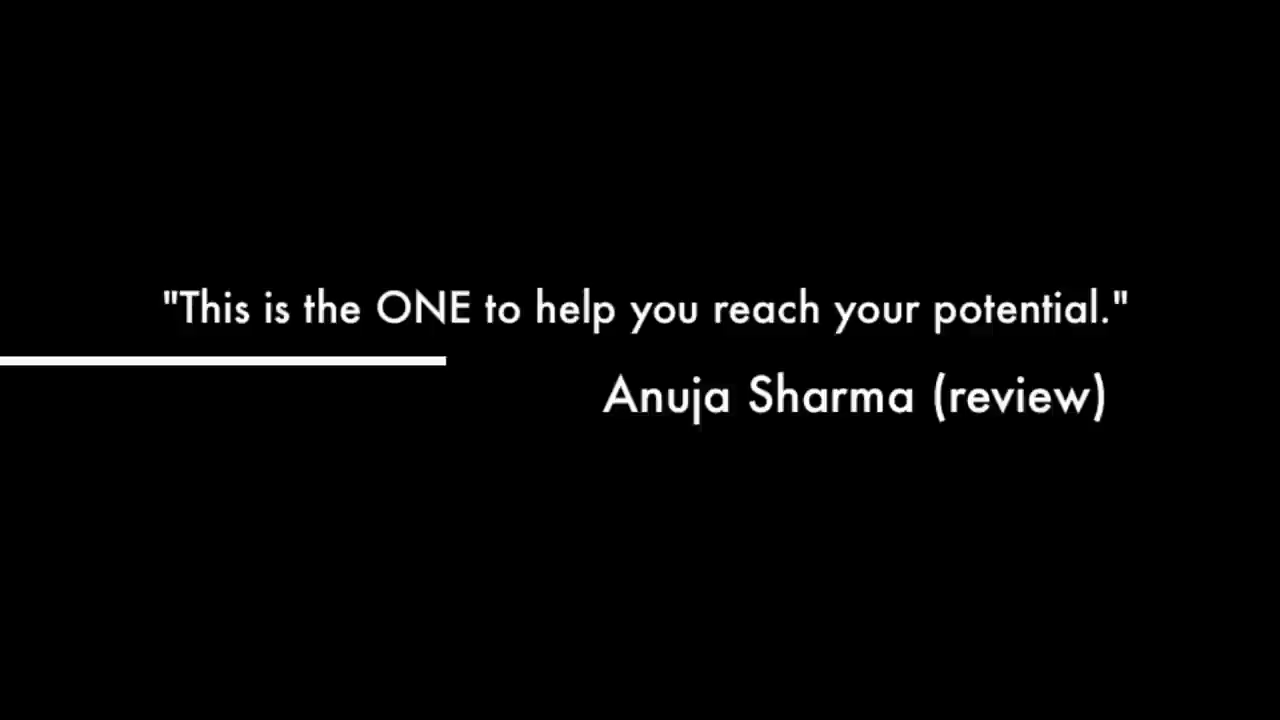 "This is the ONE to help you reach your potential."
Anuja Sharma (review)